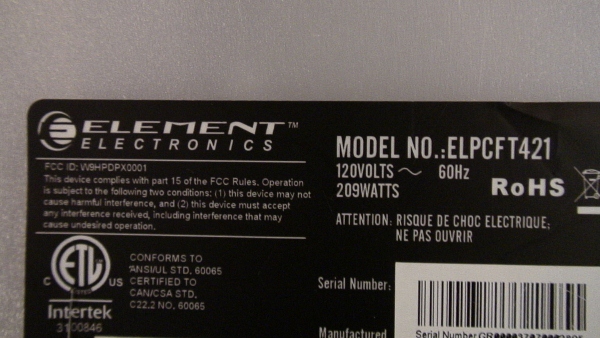 ELEMENT™
ELECTRONICS
FCC ID: W9HPDPX0001
This device complies with part 15 of the FCC Rules. Operation
is subject to the following two conditions: (1) this device may not
cause harmful interference, and (2) this device must accept
any interference received, including interference that may
cause undesired operation.
MODEL NO.:ELPCFT421
120VOLTS ~ 60Hz
209WATTS
RoHS
ATTENTION: RISQUE DE CHOC ELECTRIQUE;
NE PAS OUVRIR
ETL
C US
Intertek
3100846
CONFORMS TO
ANSI/UL STD. 60065
CERTIFIED TO
CAN/CSA STD.
C22.2 NO. 60065
Serial Number:
Manufactured
Serial Number